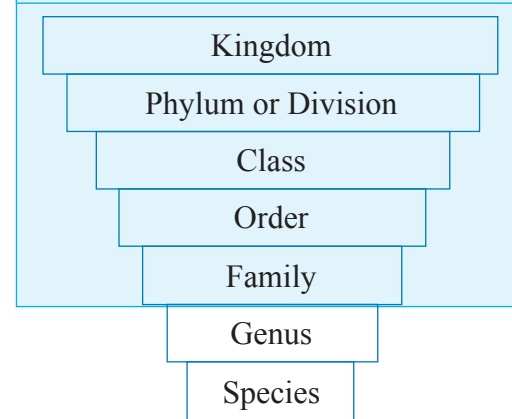 Kingdom
Phylum or Division
Class
Order
Family
Genus
Species